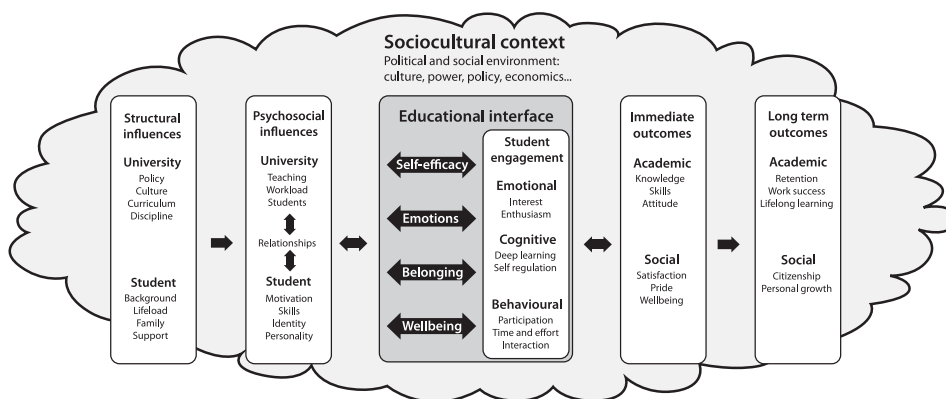 Sociocultural context
Political and social environment:
culture, power, policy, economics...
Structural
influences
University
Policy
Culture
Curriculum
Discipline
Student
Background
Lifeload
Family
Support
Psychosocial
influences
University
Teaching
Workload
Students
Relationships
Student
Motivation
Skills
Identity
Personality
Educational interface
Self-efficacy
Emotions
Belonging
Wellbeing
Student
engagement
Emotional
Interest
Enthusiasm
Cognitive
Deep learning
Self regulation
Behavioural
Participation
Time and effort
Interaction
Immediate
outcomes
Academic
Knowledge
Skills
Attitude
Social
Satisfaction
Pride
Wellbeing
Long term
outcomes
Academic
Retention
Work success
Lifelong learning
Social
Citizenship
Personal growth